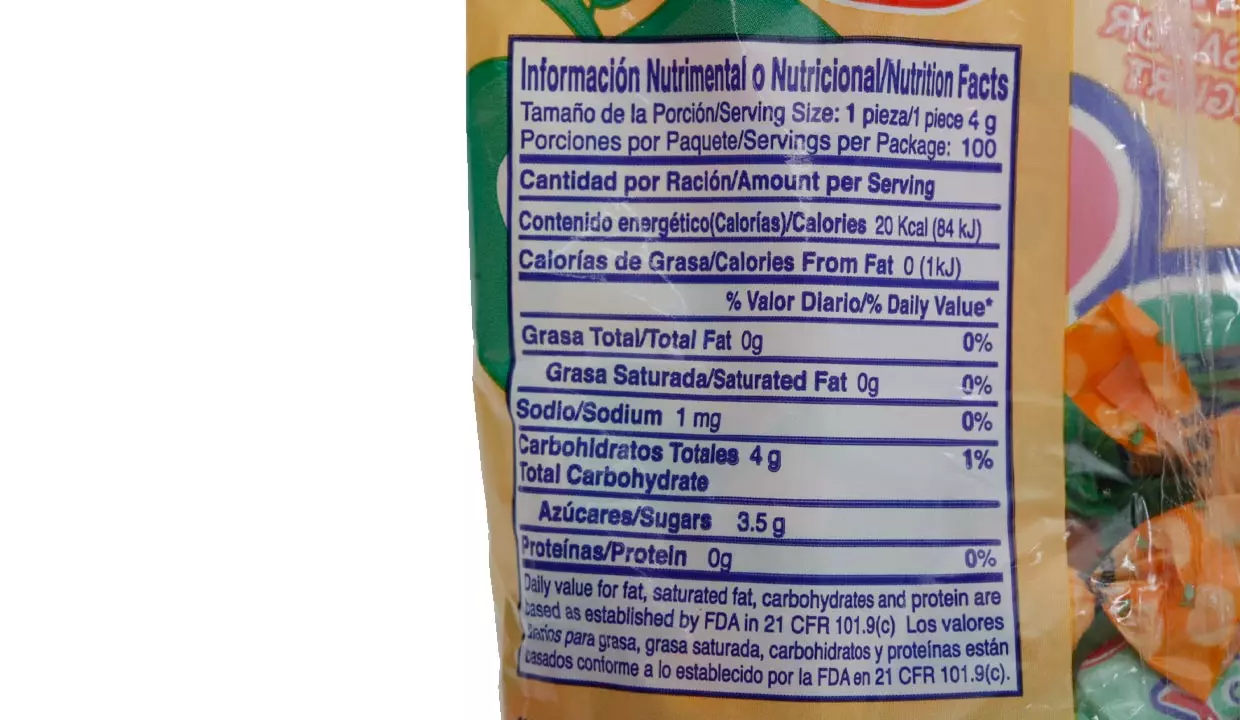 Información Nutrimental o Nutricional/Nutrition Facts
Tamaño de la Porción/Serving Size: 1 pieza/1 piece 4 g
Porciones por Paquete/Servings per Package: 100
Cantidad por Ración/Amount per Serving
Contenido energético(Calorías)/Calories 20 Kcal (84 kJ)
Calorías de Grasa/Calories From Fat 0 (1kJ)
% Valor Diario/% Daily Value*
Grasa Total/Total Fat 0g 0%
Grasa Saturada/Saturated Fat 0g 0%
Sodio/Sodium 1 mg 0%
Carbohidratos Totales 4 g 1%
Total Carbohydrate
Azúcares/Sugars 3.5 g
Proteínas/Protein 0g 0%
Daily value for fat, saturated fat, carbohydrates and protein are
based as established by FDA in 21 CFR 101.9(c) Los valores
diarios para grasa, grasa saturada, carbohidratos y proteínas están
basados conforme a lo establecido por la FDA en 21 CFR 101.9(c).